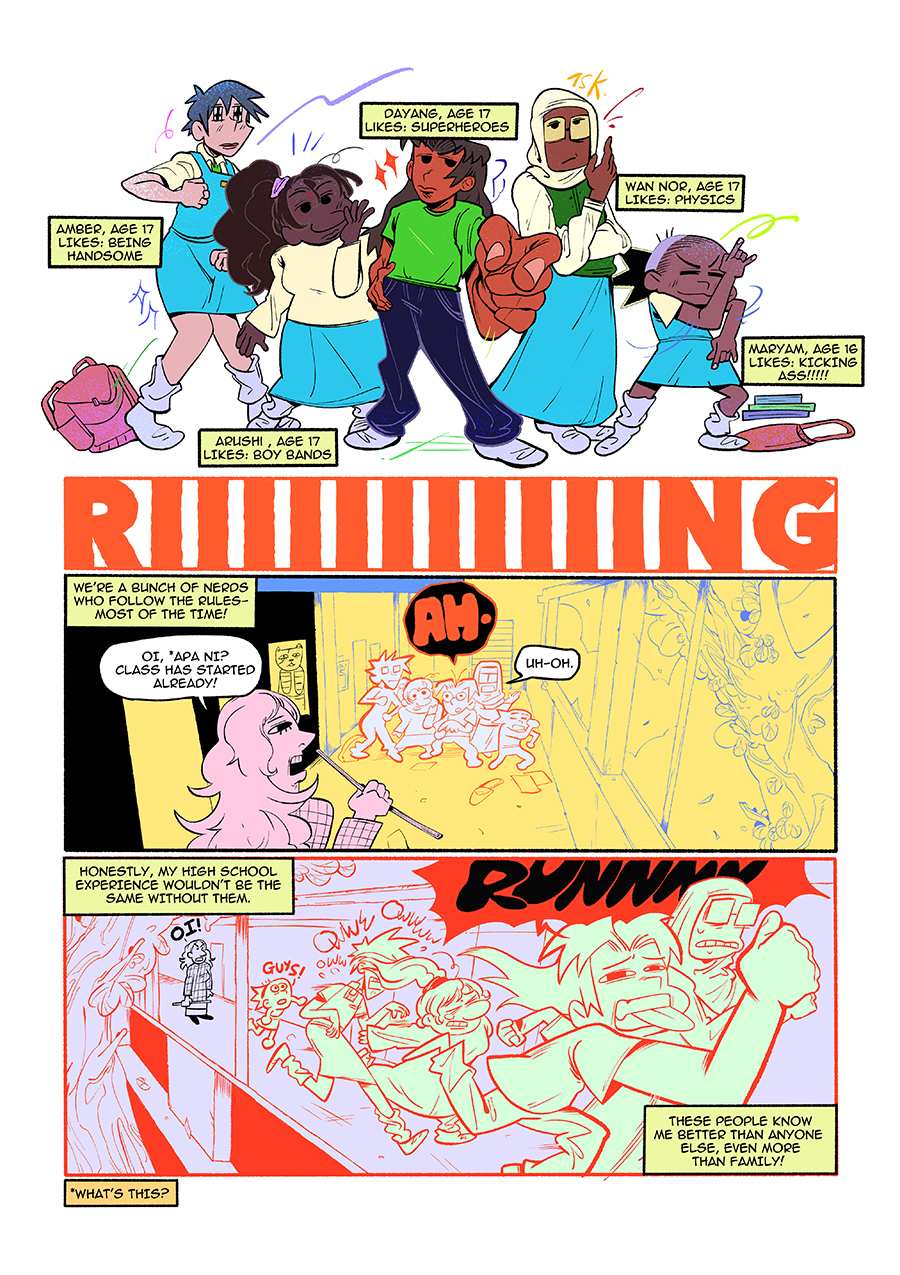 TSK.
DAYANG, AGE 17
LIKES: SUPERHEROES
WAN NOR, AGE 17
LIKES: PHYSICS
AMBER, AGE 17
LIKES: BEING
HANDSOME
MARYAM, AGE 16
LIKES: KICKING
ASS!!!!!
ARUSHI , AGE 17
LIKES: BOY BANDS
RIIIIIIIIIIING
WE'RE A BUNCH OF NERDS
WHO FOLLOW THE RULES-
MOST OF THE TIME!
AH.
OI, *APA NI?
CLASS HAS STARTED
ALREADY!
UH-OH.
HONESTLY, MY HIGH SCHOOL
EXPERIENCE WOULDN'T BE THE
SAME WITHOUT THEM.
RUNNNN
OI!
GUYS!
THESE PEOPLE KNOW
ME BETTER THAN ANYONE
ELSE, EVEN MORE
THAN FAMILY!
*WHAT'S THIS?